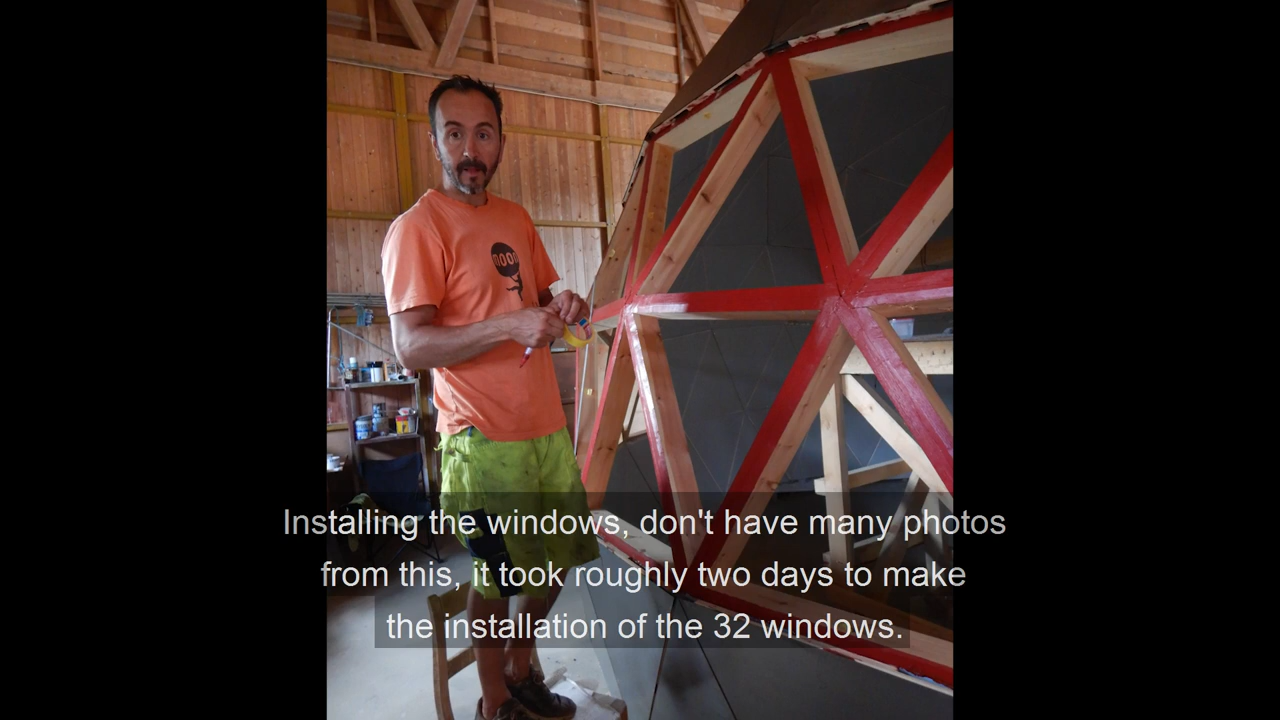 moon
Installing the windows, don't have many photos
from this, it took roughly two days to make
the installation of the 32 windows.